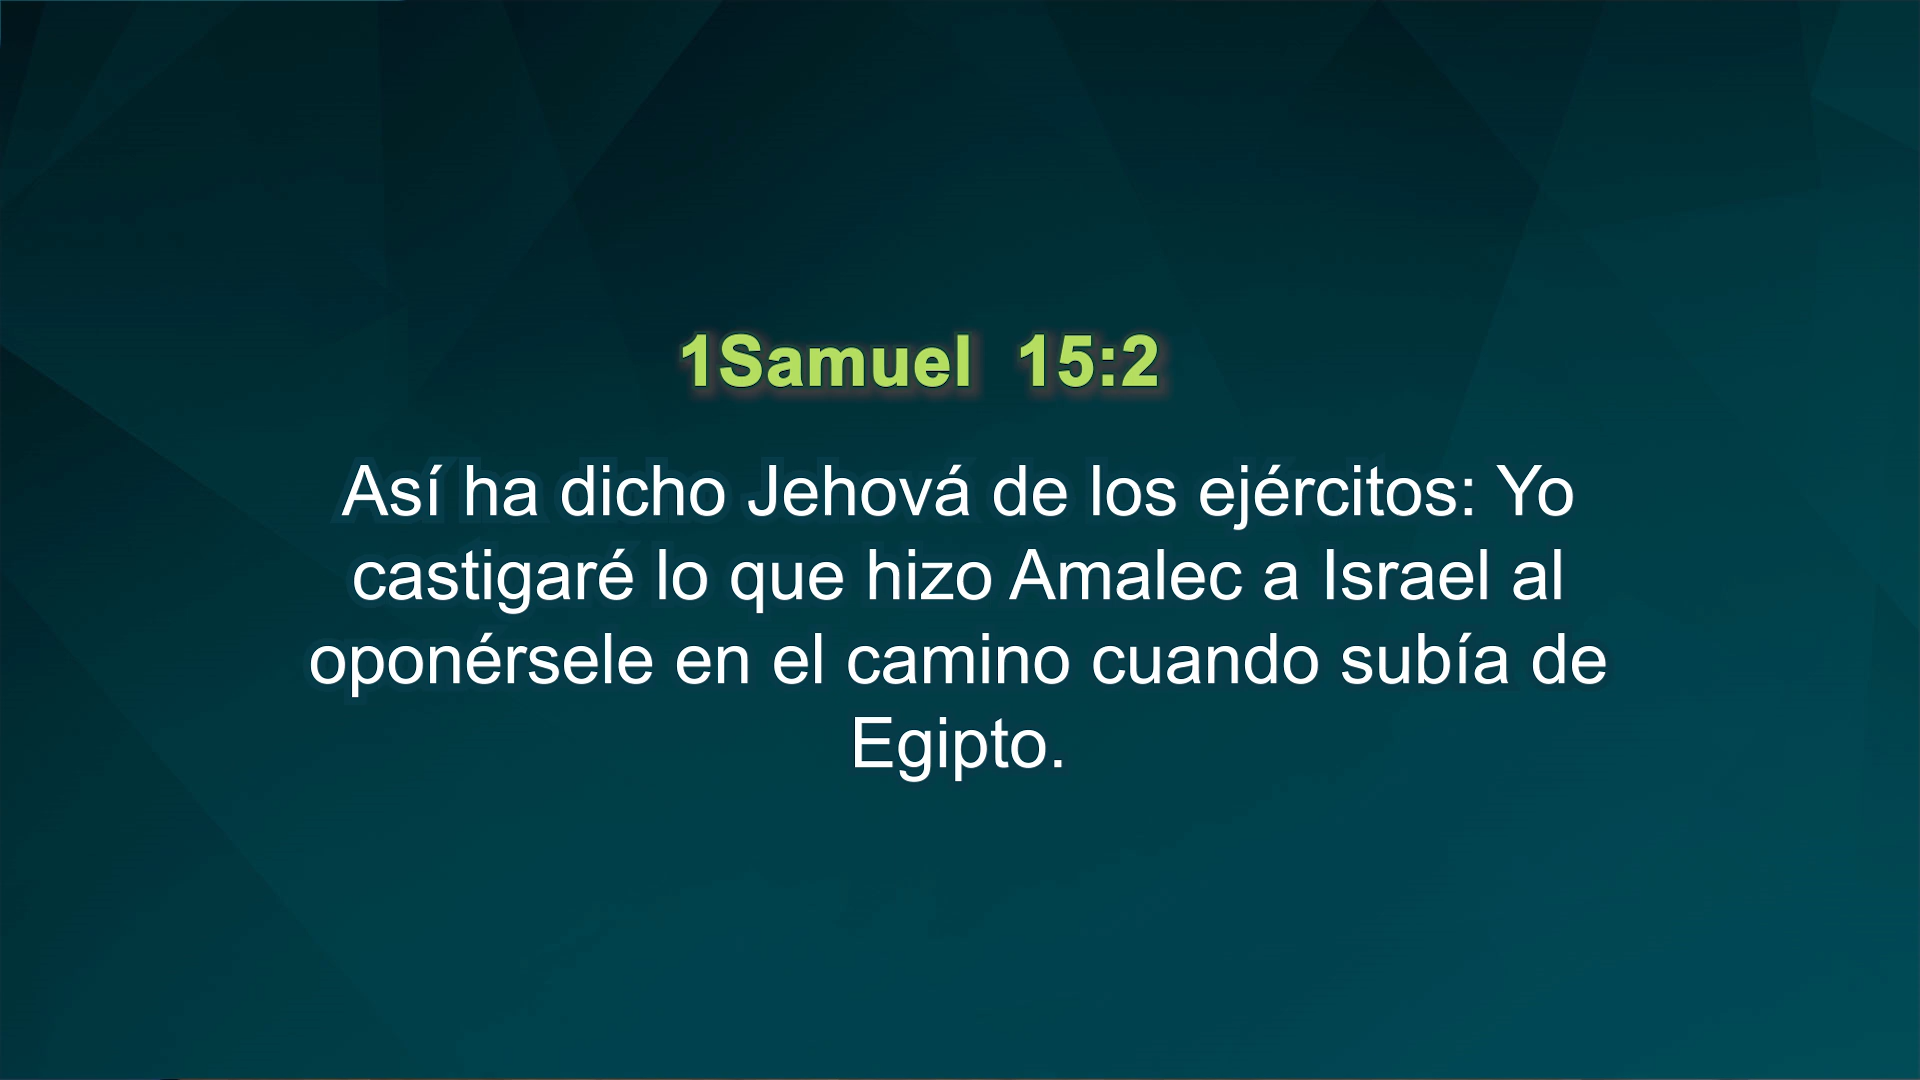 1Samuel 15:2
Así ha dicho Jehová de los ejércitos: Yo
castigaré lo que hizo Amalec a Israel al
oponérsele en el camino cuando subía de
Egipto.